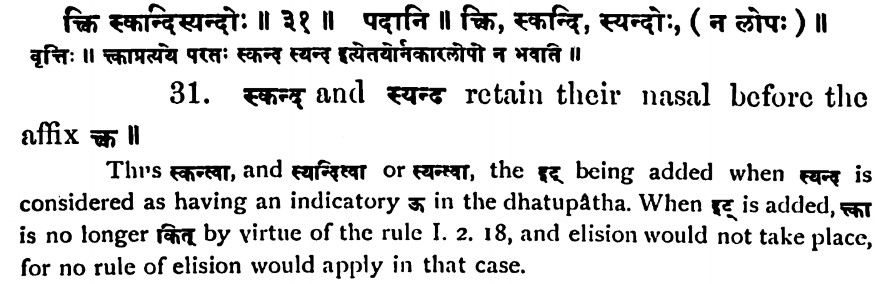 क्त्वि स्कन्दिस्यन्दोः ॥ ३१ ॥ पदानि ॥ क्त्वि, स्कन्दि, स्यन्दोः, ( न लोपः ) ॥
वृत्तिः ॥ क्त्वाप्रत्यये परतः स्कन्द स्यन्द इत्येतयोर्नकारलोपो न भवति ॥
31. स्कन्द् and स्यन्द retain their nasal before the
affix क्त्व ॥
Thus स्कन्त्वा, and स्यन्दित्वा or स्यन्त्वा, the इट् being added when स्यन्द is
considered as having an indicatory ऊ in the dhatupâtha. When इट् is added, क्त्वा
is no longer कित् by virtue of the rule I. 2. 18, and elision would not take place,
for no rule of elision would apply in that case.